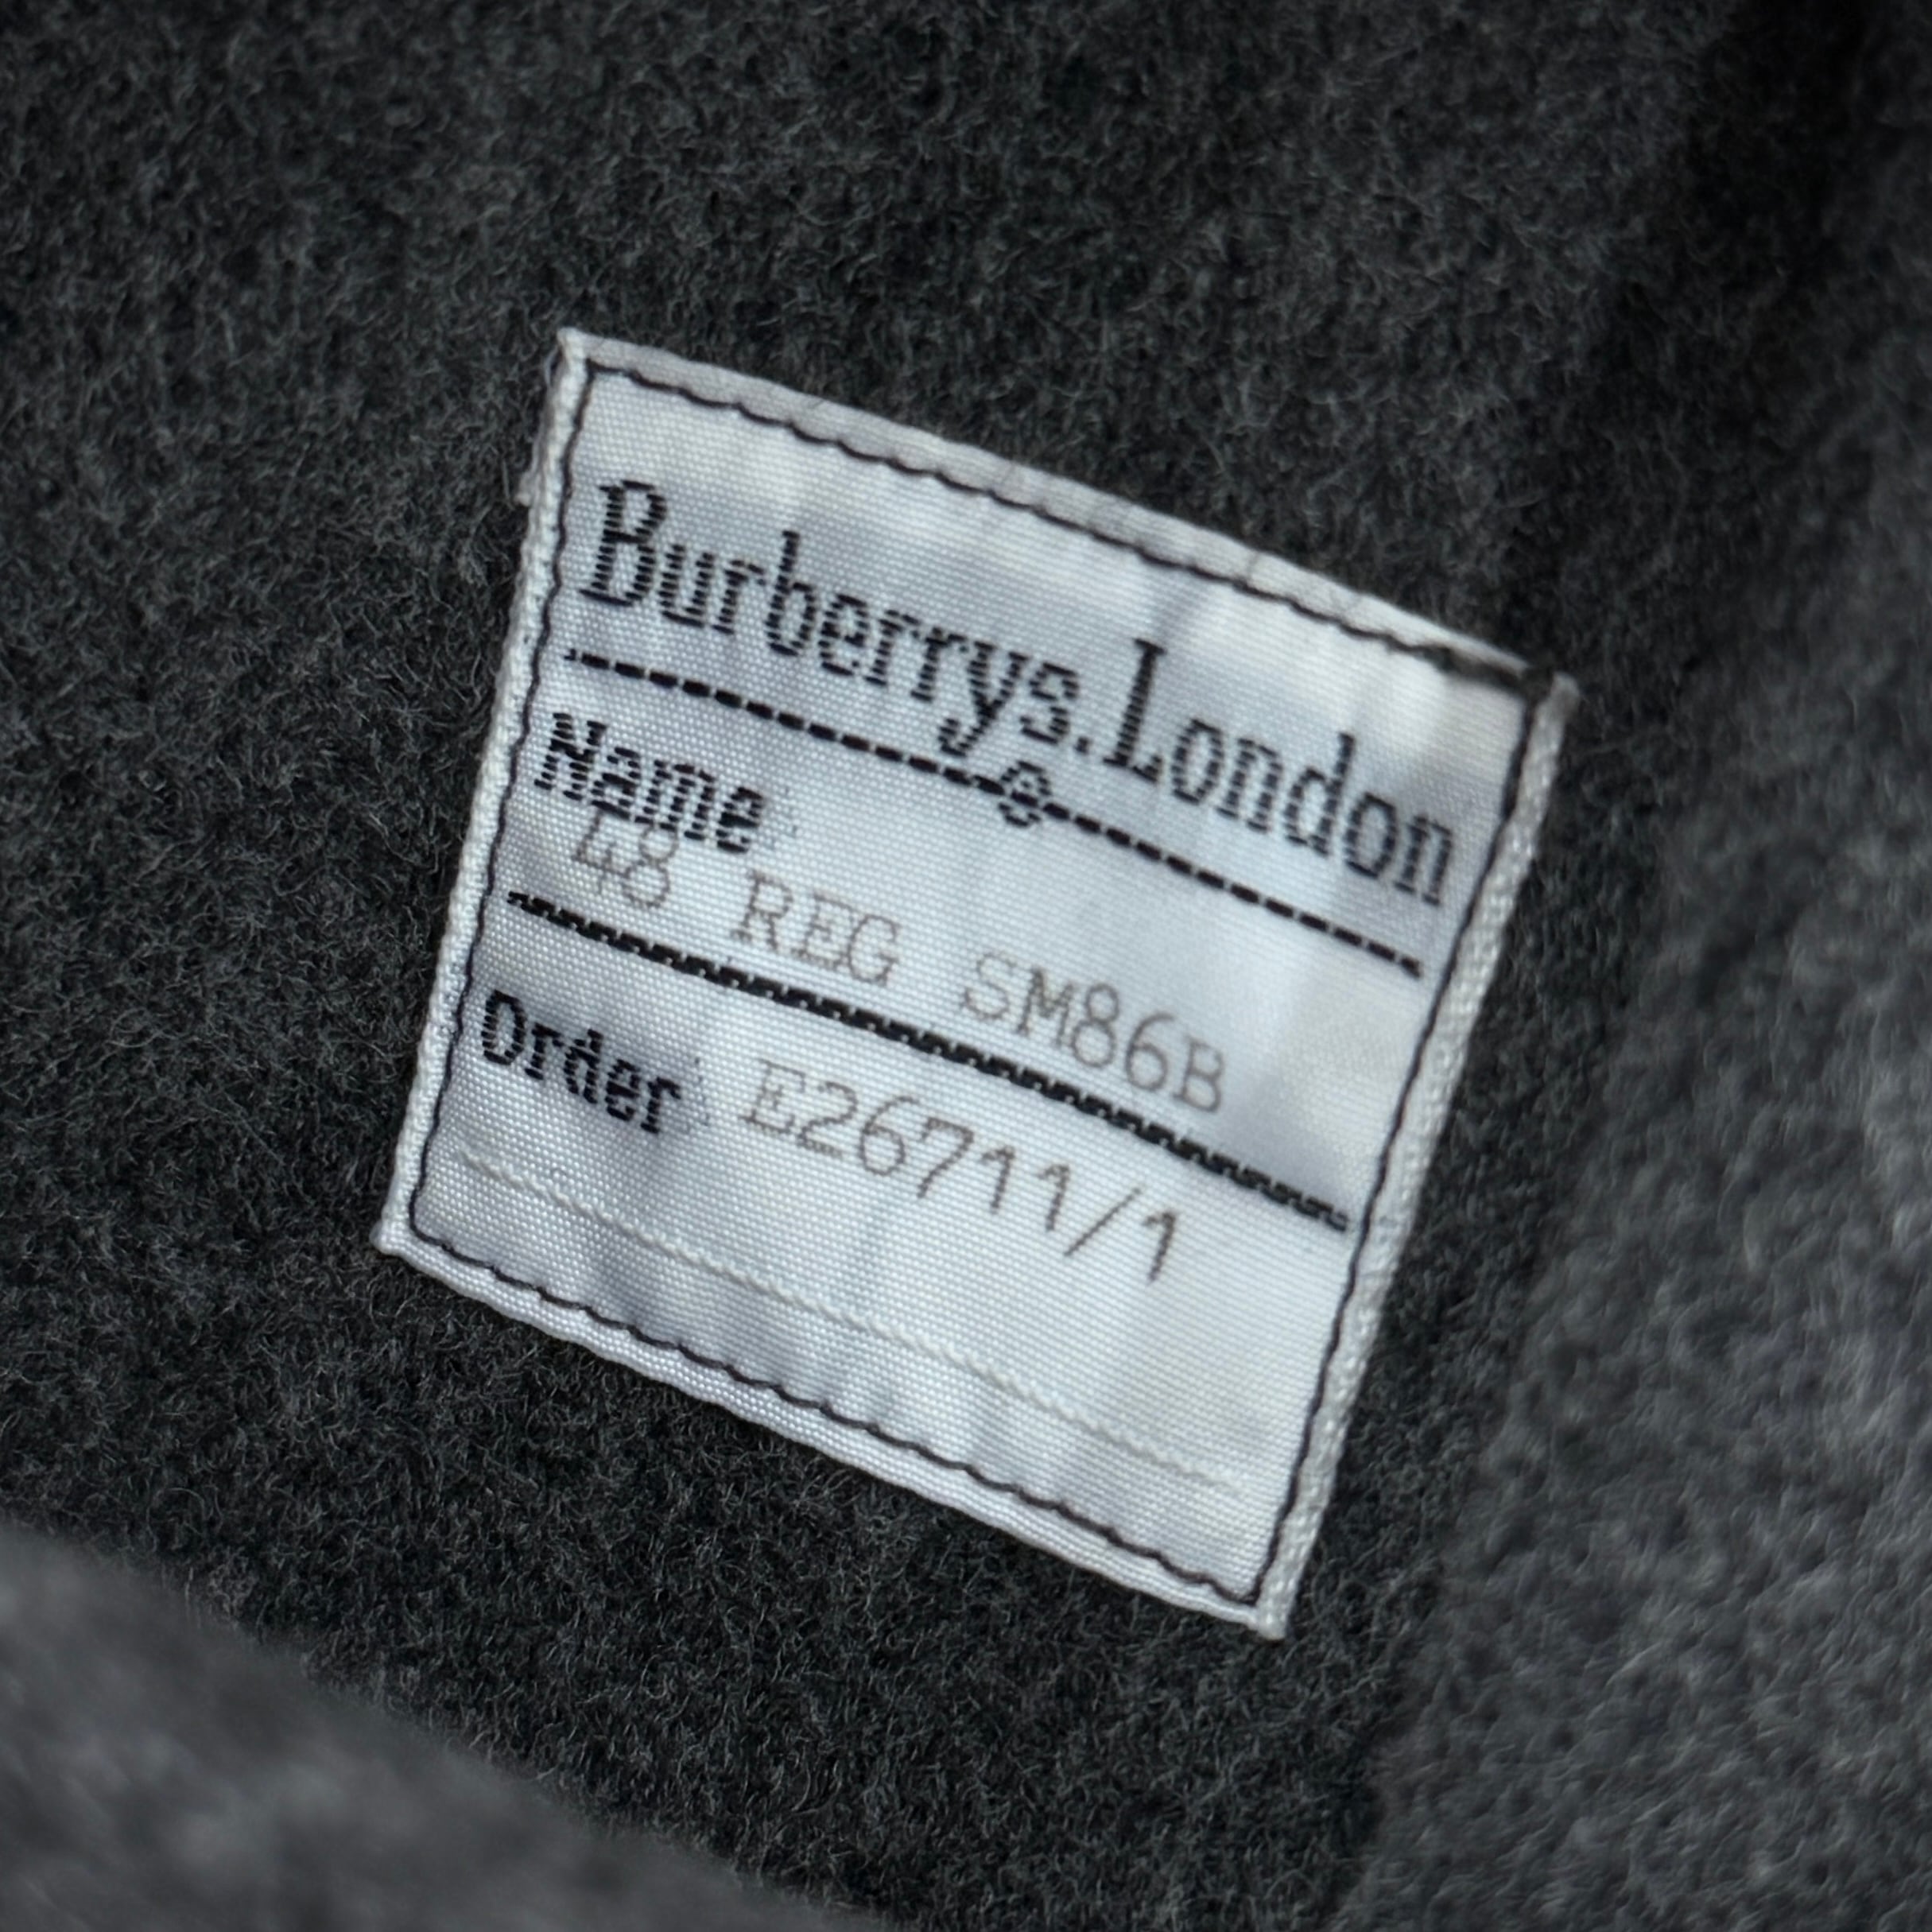 Burberrys.London
Name
48 REG SM86B
Order E26711/1